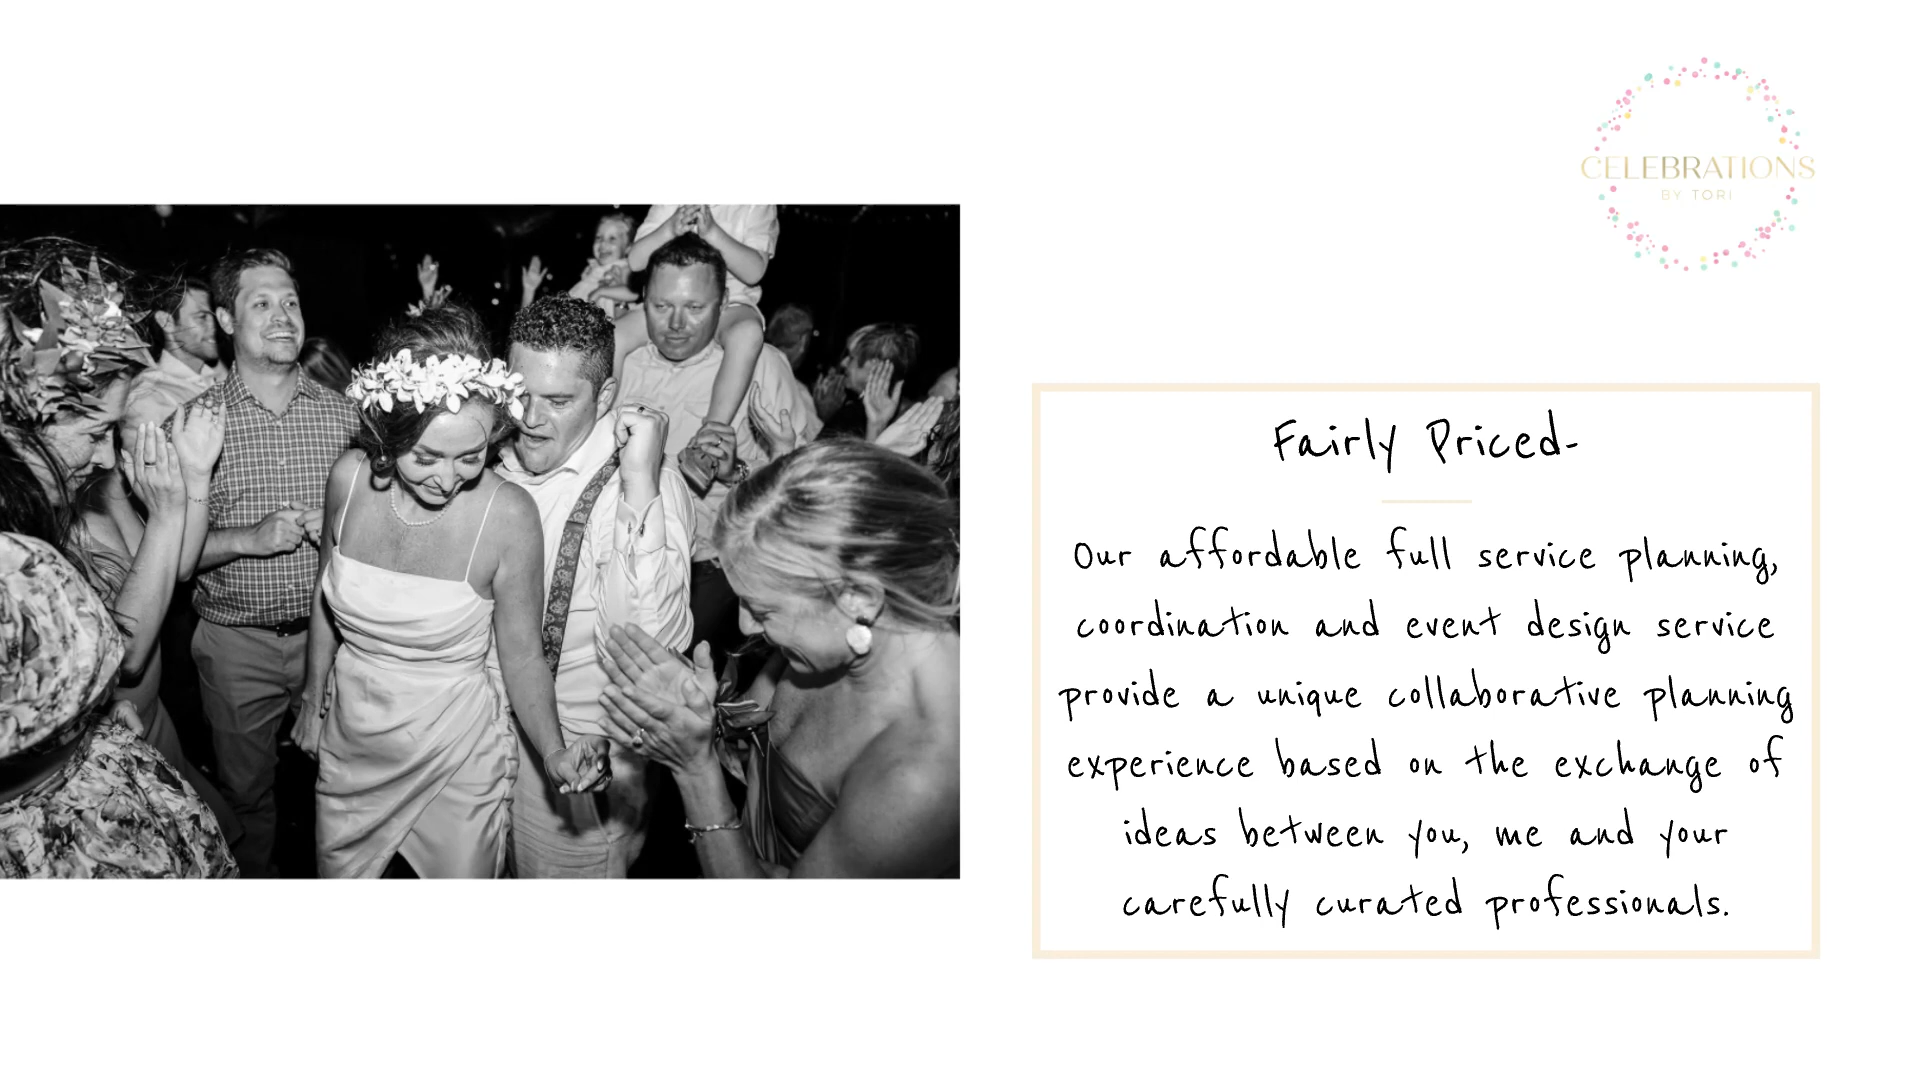 CELEBRATIONS
BY TORI
Fairly Priced-
Our affordable full service planning,
coordination and event design service
provide a unique collaborative planning
experience based on the exchange of
ideas between you, me and your
carefully curated professionals.